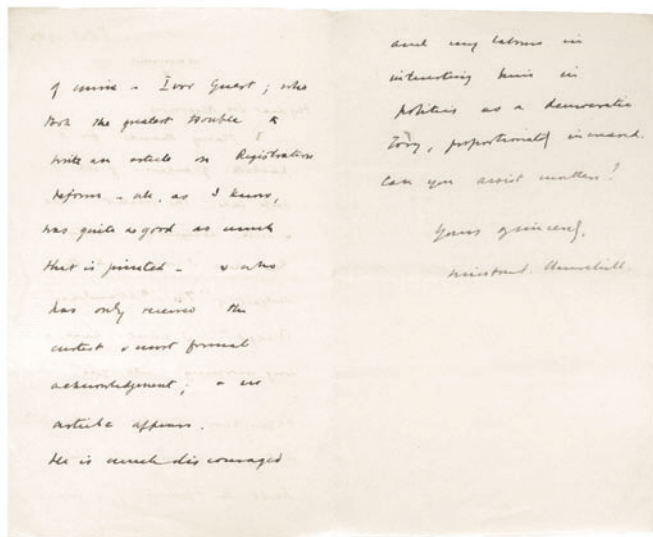 of mine - Ivor Guest; who
took the greatest trouble to
write an article on Registration
Reform - &, as I know,
was quite as good as much
that is printed - & who
has only received the
curtest & most formal
acknowledgement; & no
article appears.
He is much discouraged
and my labours in
interesting him in
politics as a democratic
Tory, proportionately increased.
Can you assist matters?
Yours sincerely,
Winston S. Churchill.